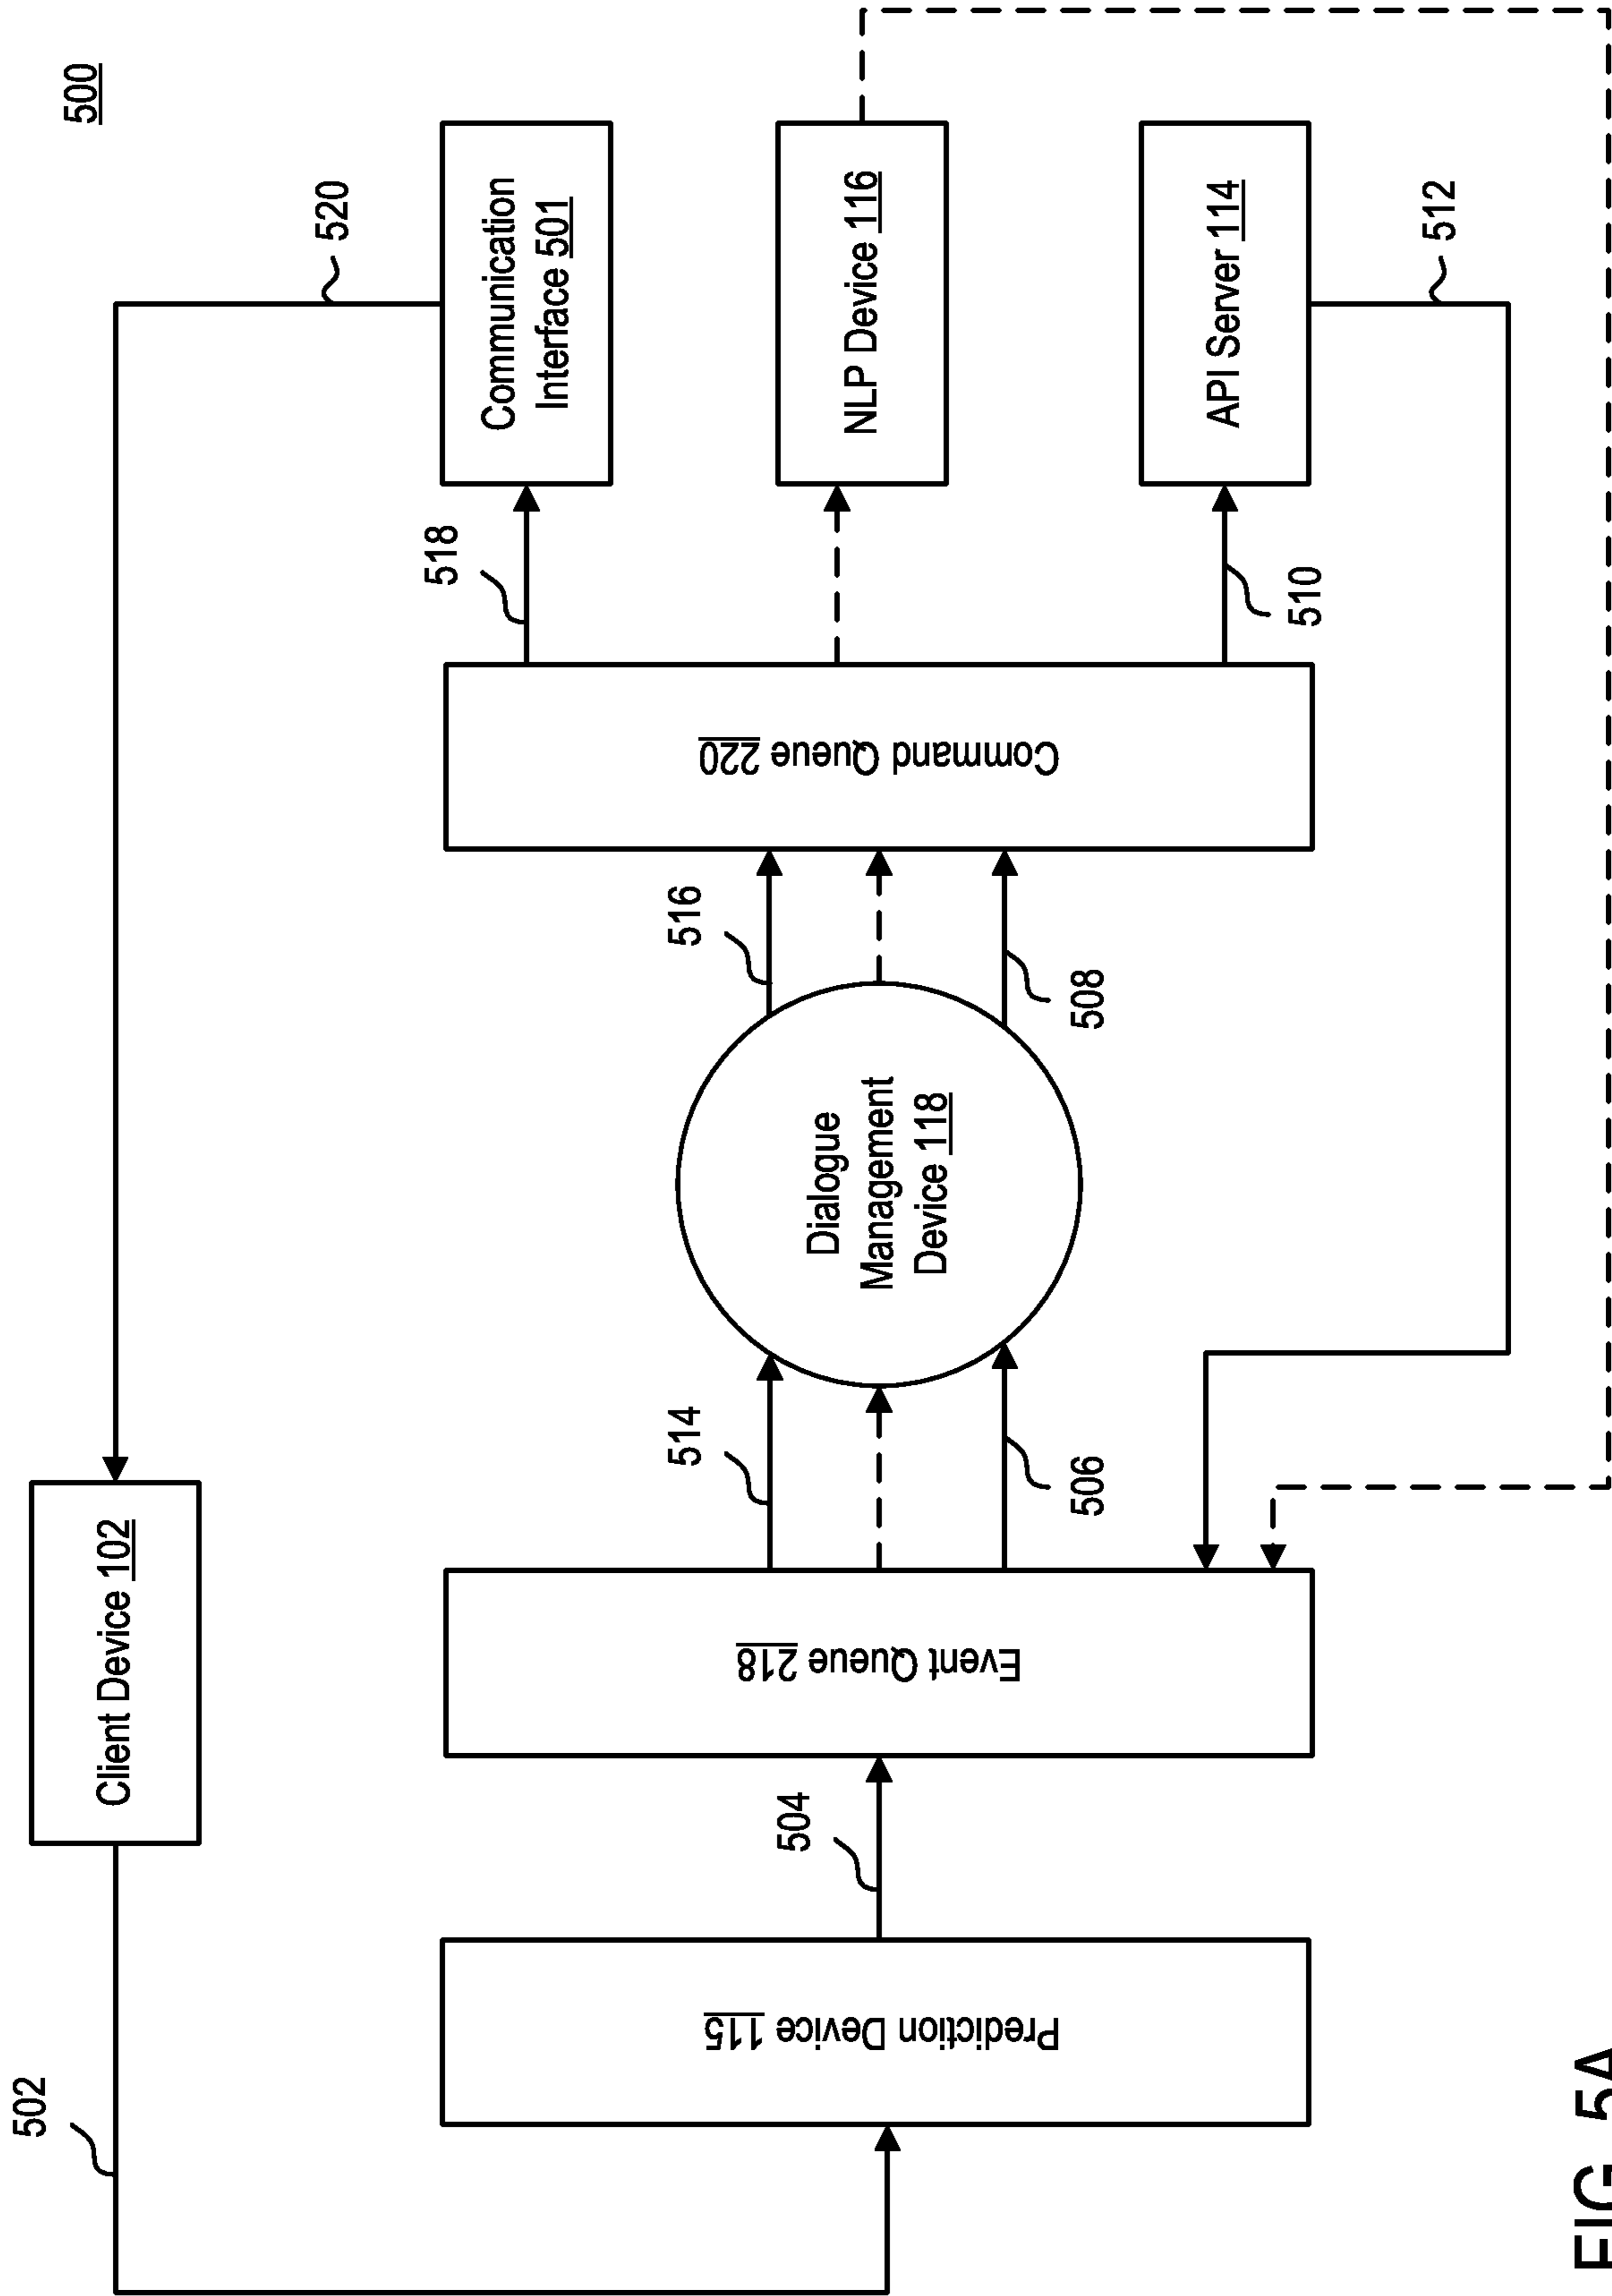 500
502
Client Device 102
520
Prediction Device 115
504
Event Queue 218
514
506
Dialogue
Management
Device 118
516
508
Command Queue 220
518
510
Communication
Interface 501
NLP Device 116
API Server 114
512
FIG. 5A